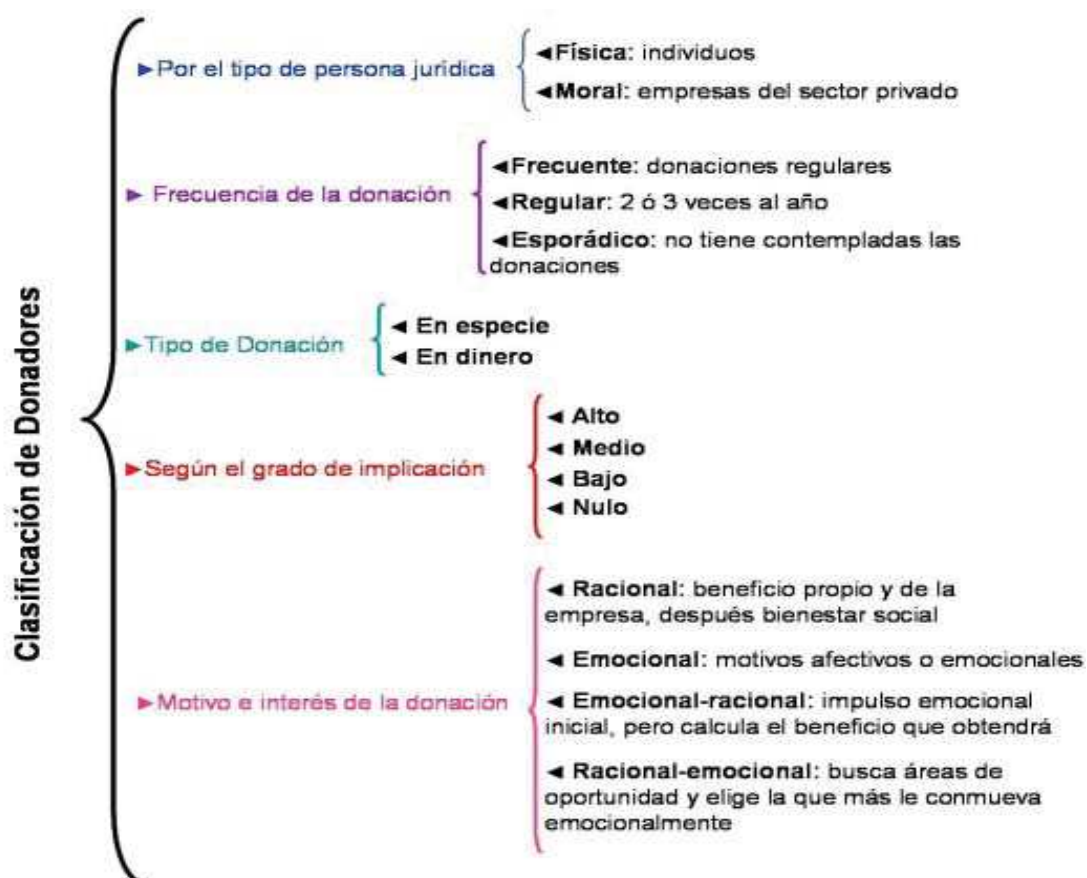 Clasificación de Donadores
►Por el tipo de persona jurídica
◄Física: individuos
◄Moral: empresas del sector privado
► Frecuencia de la donación
◄Frecuente: donaciones regulares
◄Regular: 2 ó 3 veces al año
◄Esporádico: no tiene contempladas las
donaciones
►Tipo de Donación
◄ En especie
◄ En dinero
►Según el grado de implicación
◄ Alto
◄ Medio
◄ Bajo
◄ Nulo
►Motivo e interés de la donación
◄ Racional: beneficio propio y de la
empresa, después bienestar social
◄ Emocional: motivos afectivos o emocionales
◄ Emocional-racional: impulso emocional
inicial, pero calcula el beneficio que obtendrá
◄ Racional-emocional: busca áreas de
oportunidad y elige la que más le conmueva
emocionalmente